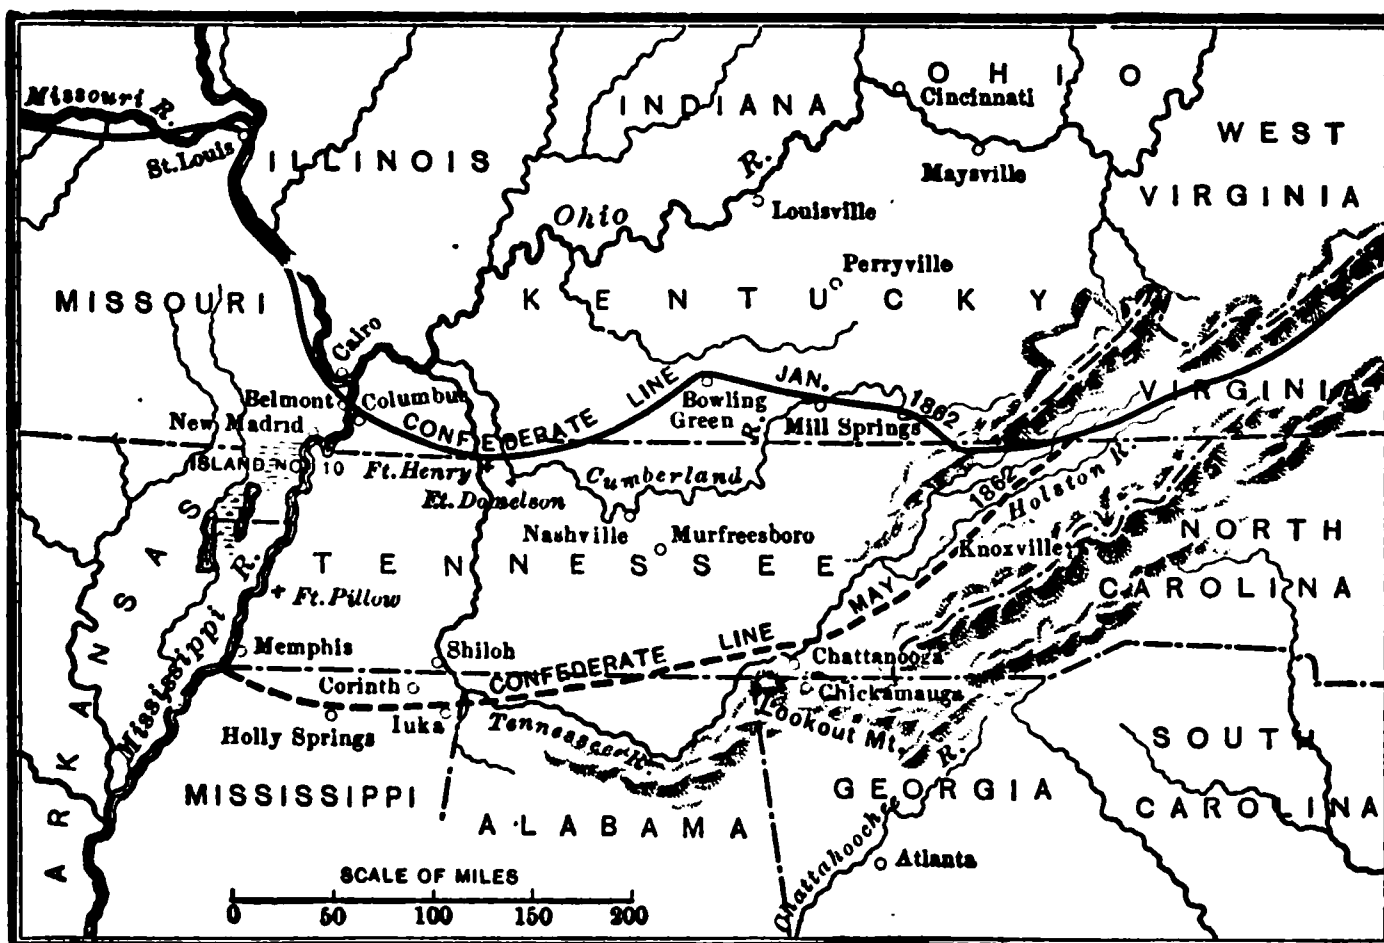 Missouri R.
St. Louis
ILLINOIS
INDIANA
OHIO
Cincinnati
WEST
VIRGINIA
Maysville
Ohio R.
Louisville
Perryville
MISSOURI
KENTUCKY
Cairo
Belmont
Columbus
New Madrid
ISLAND NO. 10
CONFEDERATE LINE JAN. 1862
Bowling
Green
Mill Springs
VIRGINIA
Ft. Henry
Ft. Donelson
Cumberland R.
Nashville
Murfreesboro
1862
Holston R.
Knoxville
NORTH
CAROLINA
TENNESSEE
Ft. Pillow
ARKANSAS
Mississippi R.
Memphis
Shiloh
CONFEDERATE LINE MAY
Chattanooga
Corinth
Chickamauga
Holly Springs
Iuka
Tennessee R.
Lookout Mt.
MISSISSIPPI
ALABAMA
GEORGIA
SOUTH
CAROLINA
Chattahoochee R.
Atlanta
SCALE OF MILES
0 50 100 150 200